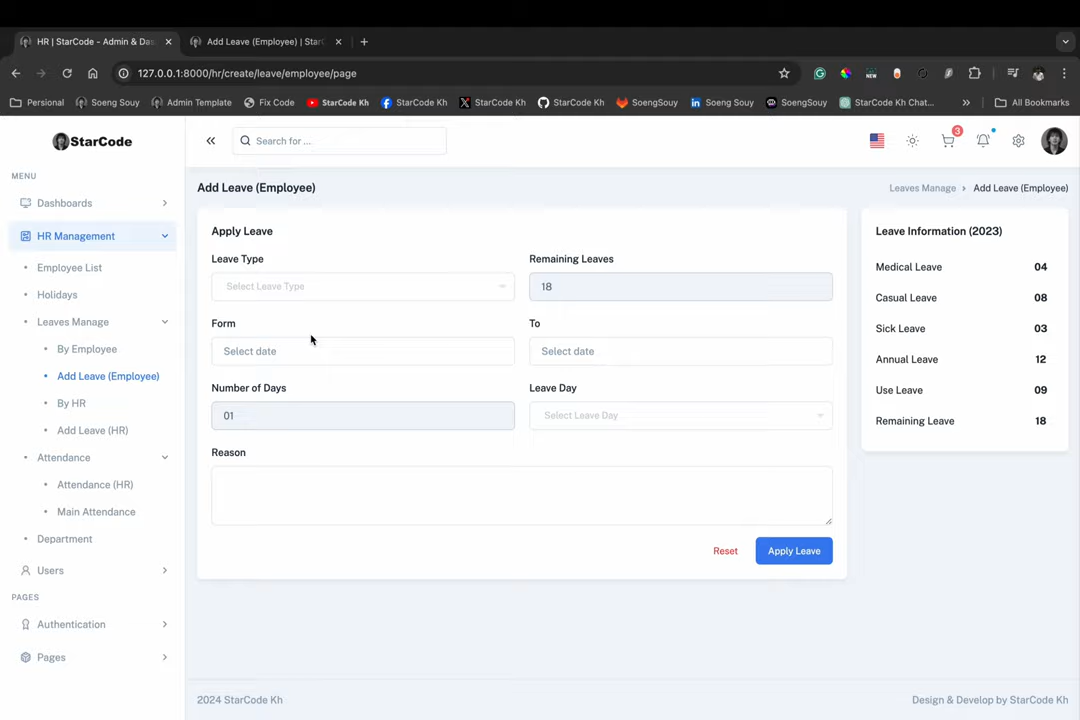 HR | StarCode - Admin & Das
Add Leave (Employee) | StarC
127.0.0.1:8000/hr/create/leave/employee/page
NEW
Personal
Soeng Souy
Admin Template
Fix Code
StarCode Kh
StarCode Kh
StarCode Kh
StarCode Kh
SoengSouy
Soeng Souy
SoengSouy
StarCode Kh Chat...
All Bookmarks
StarCode
Search for ...
3
MENU
Dashboards
HR Management
Employee List
Holidays
Leaves Manage
By Employee
Add Leave (Employee)
By HR
Add Leave (HR)
Attendance
Attendance (HR)
Main Attendance
Department
Users
PAGES
Authentication
Pages
Add Leave (Employee)
Leaves Manage > Add Leave (Employee)
Apply Leave
Leave Type
Remaining Leaves
Select Leave Type
18
Form
To
Select date
Select date
Number of Days
Leave Day
01
Select Leave Day
Reason
Reset
Apply Leave
Leave Information (2023)
Medical Leave 04
Casual Leave 08
Sick Leave 03
Annual Leave 12
Use Leave 09
Remaining Leave 18
2024 StarCode Kh
Design & Develop by StarCode Kh